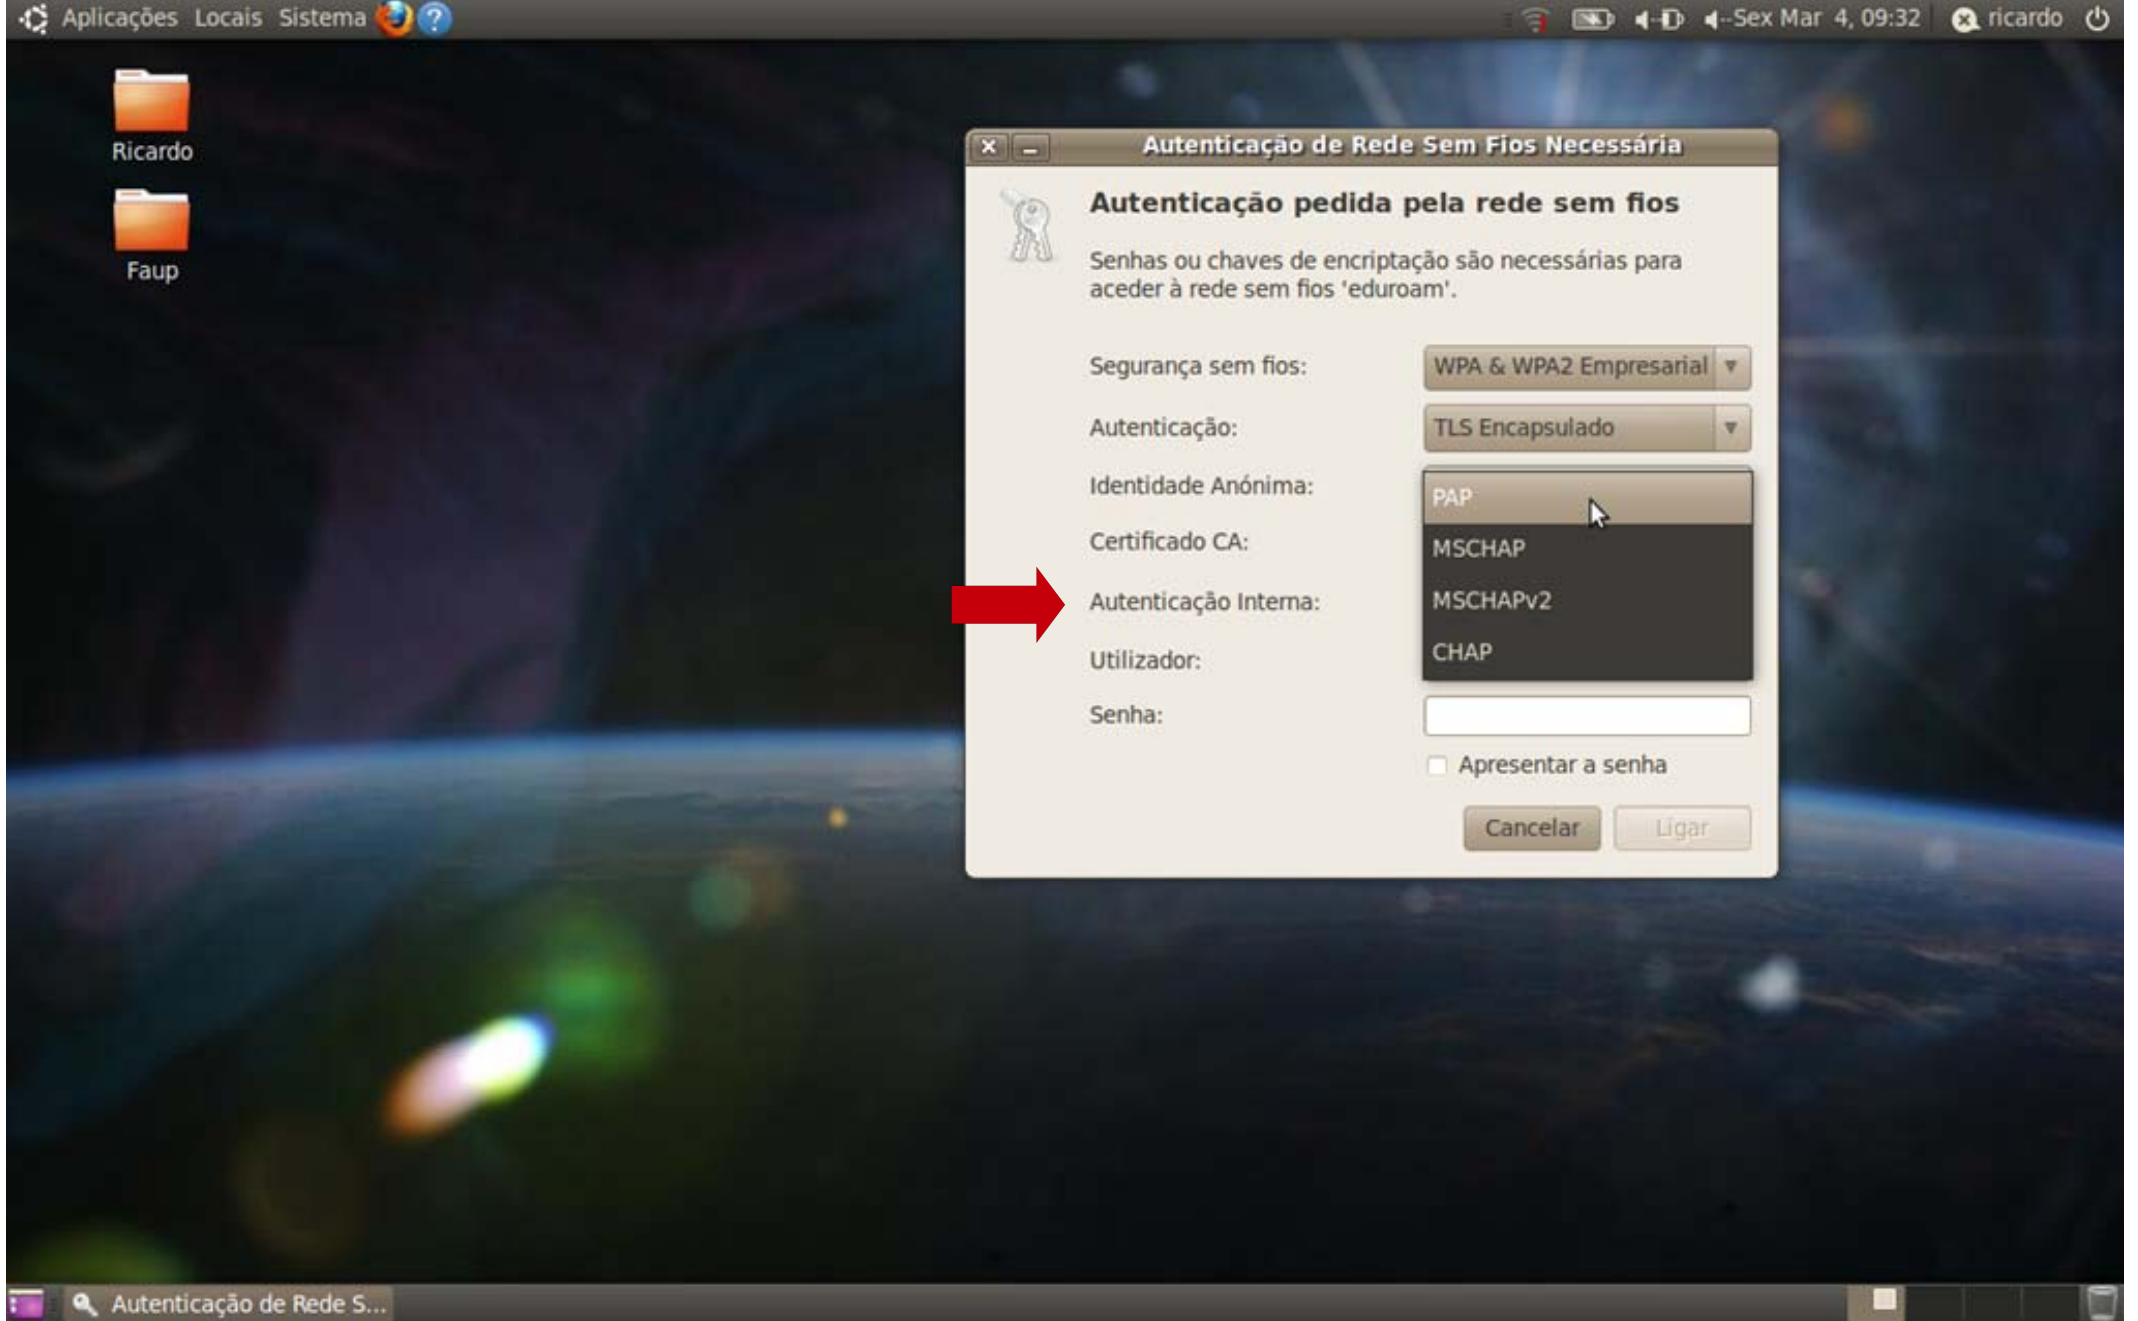 Aplicações Locais Sistema ?
Sex Mar 4, 09:32 ricardo
Ricardo
Faup
Autenticação de Rede Sem Fios Necessária
Autenticação pedida pela rede sem fios
Senhas ou chaves de encriptação são necessárias para
aceder à rede sem fios 'eduroam'.
Segurança sem fios: WPA & WPA2 Empresarial
Autenticação: TLS Encapsulado
Identidade Anónima:
PAP
Certificado CA:
MSCHAP
Autenticação Interna:
MSCHAPv2
Utilizador:
CHAP
Senha:
Apresentar a senha
Cancelar Ligar
Autenticação de Rede S...